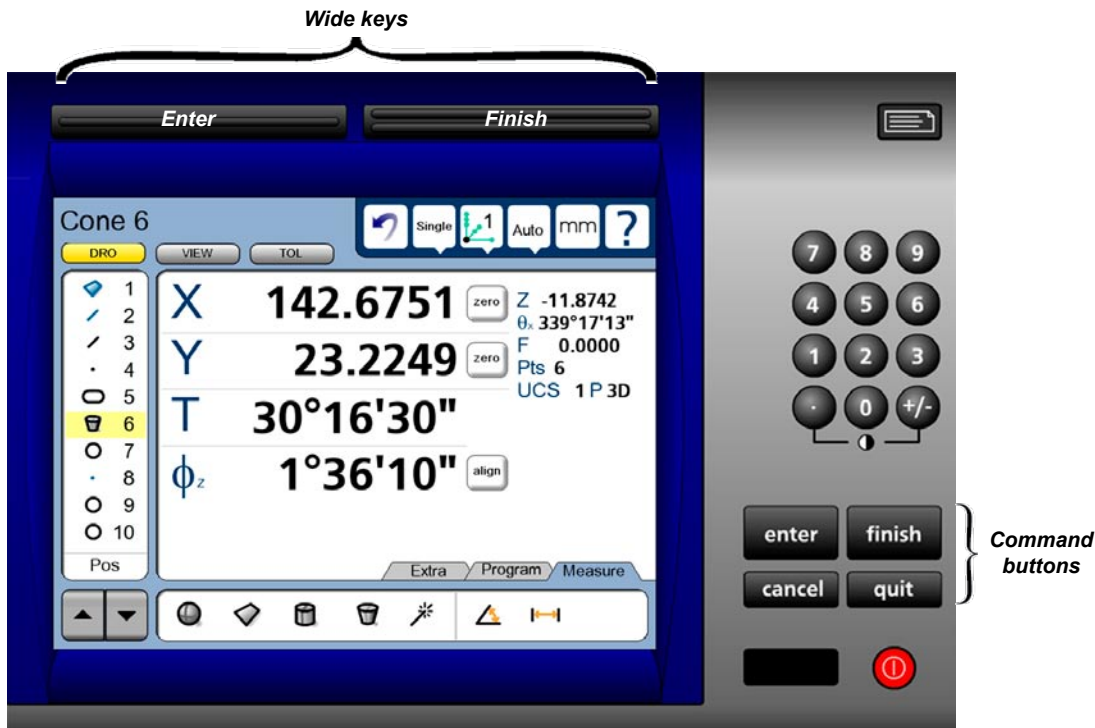 Wide keys
Enter Finish
Cone 6
Single 1 Auto mm ?
DRO VIEW TOL
1
2
3
4
5
6
7
8
9
10
Pos
X 142.6751 zero
Y 23.2249 zero
T 30°16'30"
ϕz 1°36'10" align
Z -11.8742
θx 339°17'13"
F 0.0000
Pts 6
UCS 1 P 3D
Extra Program Measure
7 8 9
4 5 6
1 2 3
. 0 +/-
enter finish
cancel quit
Command
buttons